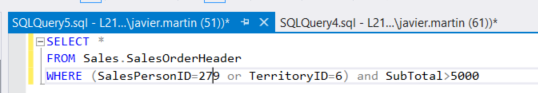 SQLQuery5.sql - L21...\javier.martin (51))* SQLQuery4.sql - L21...\javier.martin (61))*
SELECT *
FROM Sales.SalesOrderHeader
WHERE (SalesPersonID=279 or TerritoryID=6) and SubTotal>5000